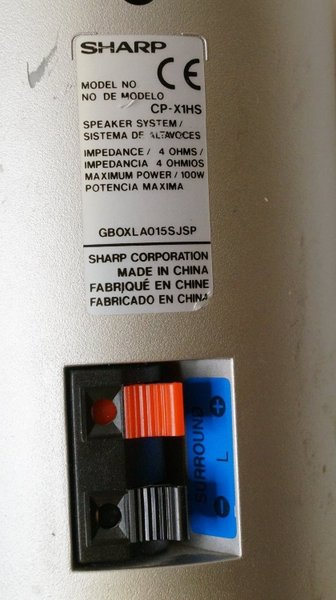 SHARP
CE
MODEL NO
NO DE MODELO
CP-X1HS
SPEAKER SYSTEM/
SISTEMA DE ALTAVOCES
IMPEDANCE / 4 OHMS /
IMPEDANCIA 4 OHMIOS
MAXIMUM POWER / 100W
POTENCIA MAXIMA
GBOXLA015SJSP
SHARP CORPORATION
MADE IN CHINA
FABRIQUÉ EN CHINE
FABRICADO EN CHINA
SURROUND
L
+
-